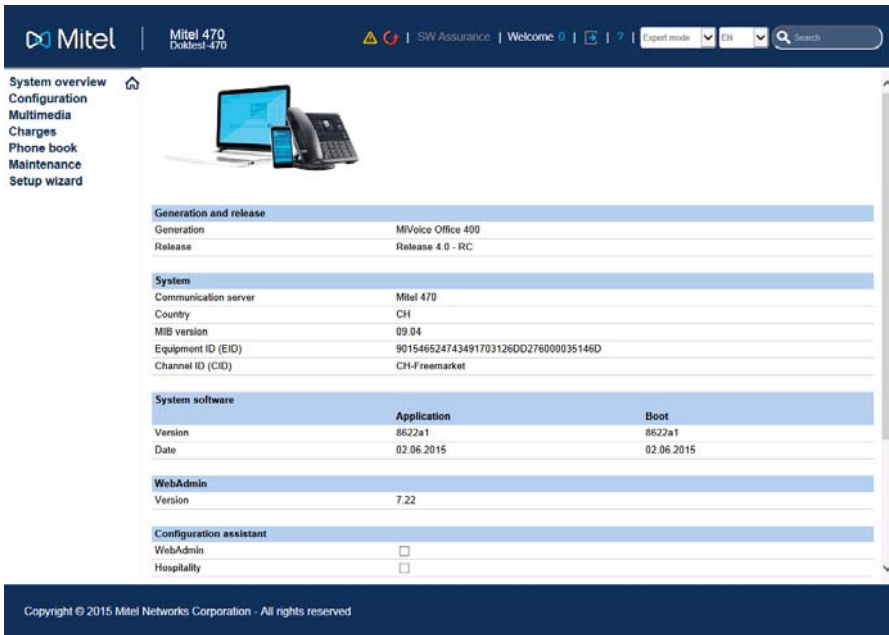 Mitel
Mitel 470
Doktest-470
SW Assurance | Welcome 0 | ? | Expert mode EN Search
System overview
Configuration
Multimedia
Charges
Phone book
Maintenance
Setup wizard
Generation and release
Generation MiVoice Office 400
Release Release 4.0 - RC
System
Communication server Mitel 470
Country CH
MIB version 09.04
Equipment ID (EID) 901546524743491703126DD276000035146D
Channel ID (CID) CH-Freemarket
System software
Application Boot
Version 8622a1 8622a1
Date 02.06.2015 02.06.2015
WebAdmin
Version 7.22
Configuration assistant
WebAdmin
Hospitality
Copyright © 2015 Mitel Networks Corporation - All rights reserved